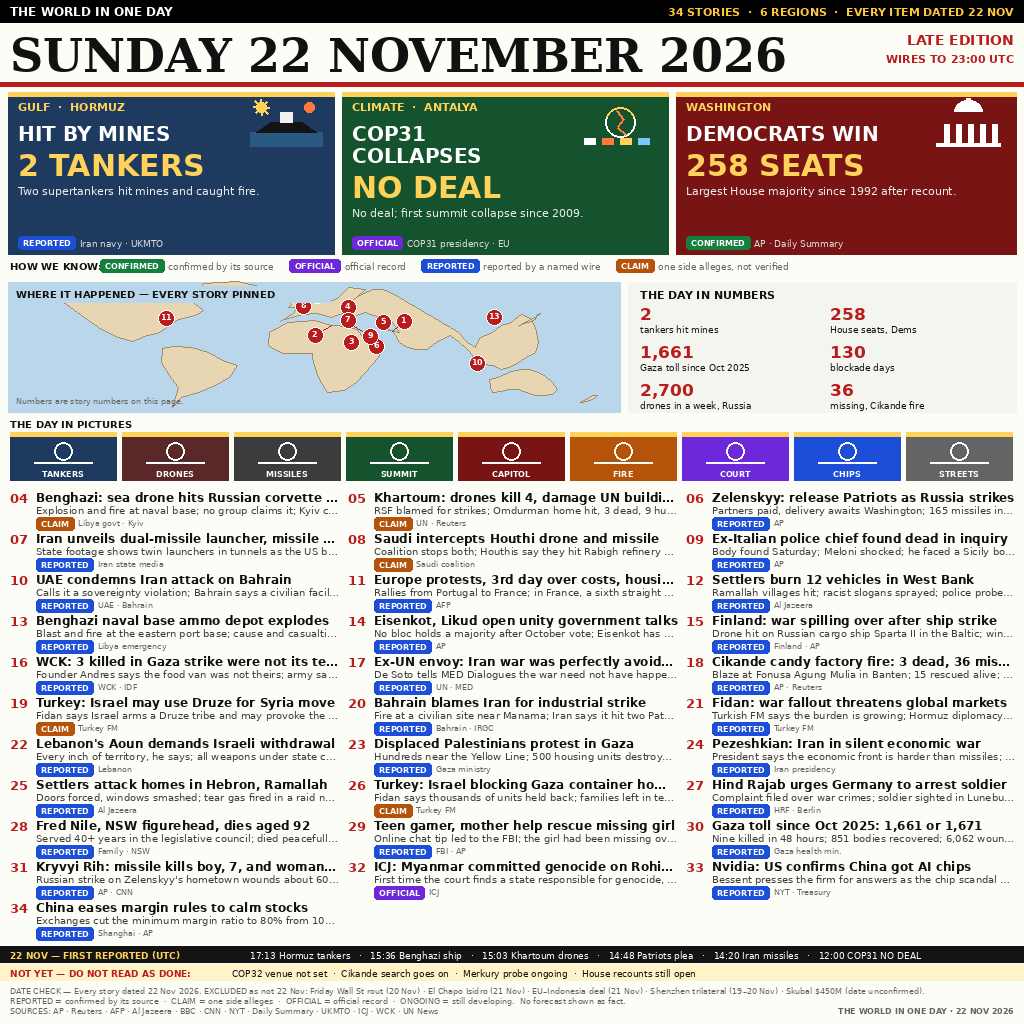 THE WORLD IN ONE DAY
34 STORIES · 6 REGIONS · EVERY ITEM DATED 22 NOV
SUNDAY 22 NOVEMBER 2026
LATE EDITION
WIRES TO 23:00 UTC
GULF · HORMUZ
HIT BY MINES
2 TANKERS
Two supertankers hit mines and caught fire.
REPORTED Iran navy · UKMTO
CLIMATE · ANTALYA
COP31
COLLAPSES
NO DEAL
No deal; first summit collapse since 2009.
OFFICIAL COP31 presidency · EU
WASHINGTON
DEMOCRATS WIN
258 SEATS
Largest House majority since 1992 after recount.
CONFIRMED AP · Daily Summary
HOW WE KNOW: CONFIRMED confirmed by its source OFFICIAL official record REPORTED reported by a named wire CLAIM one side alleges, not verified
WHERE IT HAPPENED — EVERY STORY PINNED
11
8
4
7
5
1
2
3
9
6
13
10
Numbers are story numbers on this page.
THE DAY IN NUMBERS
2
tankers hit mines
258
House seats, Dems
1,661
Gaza toll since Oct 2025
130
blockade days
2,700
drones in a week, Russia
36
missing, Cikande fire
THE DAY IN PICTURES
TANKERS
DRONES
MISSILES
SUMMIT
CAPITOL
FIRE
COURT
CHIPS
STREETS
04 Benghazi: sea drone hits Russian corvette ...
Explosion and fire at naval base; no group claims it; Kyiv c...
CLAIM Libya govt · Kyiv
05 Khartoum: drones kill 4, damage UN buildi...
RSF blamed for strikes; Omdurman home hit, 3 dead, 9 hu...
CLAIM UN · Reuters
06 Zelenskyy: release Patriots as Russia strikes
Partners paid, delivery awaits Washington; 165 missiles in...
REPORTED AP
07 Iran unveils dual-missile launcher, missile ...
State footage shows twin launchers in tunnels as the US b...
REPORTED Iran state media
08 Saudi intercepts Houthi drone and missile
Coalition stops both; Houthis say they hit Rabigh refinery ...
CLAIM Saudi coalition
09 Ex-Italian police chief found dead in inquiry
Body found Saturday; Meloni shocked; he faced a Sicily bo...
REPORTED AP
10 UAE condemns Iran attack on Bahrain
Calls it a sovereignty violation; Bahrain says a civilian facil...
REPORTED UAE · Bahrain
11 Europe protests, 3rd day over costs, housi...
Rallies from Portugal to France; in France, a sixth straight ...
REPORTED AFP
12 Settlers burn 12 vehicles in West Bank
Ramallah villages hit; racist slogans sprayed; police probe...
REPORTED Al Jazeera
13 Benghazi naval base ammo depot explodes
Blast and fire at the eastern port base; cause and casualti...
REPORTED Libya emergency
14 Eisenkot, Likud open unity government talks
No bloc holds a majority after October vote; Eisenkot has ...
REPORTED AP
15 Finland: war spilling over after ship strike
Drone hit on Russian cargo ship Sparta II in the Baltic; win...
REPORTED Finland · AP
16 WCK: 3 killed in Gaza strike were not its te...
Founder Andres says the food van was not theirs; army sa...
REPORTED WCK · IDF
17 Ex-UN envoy: Iran war was perfectly avoid...
De Soto tells MED Dialogues the war need not have happe...
REPORTED UN · MED
18 Cikande candy factory fire: 3 dead, 36 mis...
Blaze at Fonusa Agung Mulia in Banten; 15 rescued alive; ...
REPORTED AP · Reuters
19 Turkey: Israel may use Druze for Syria move
Fidan says Israel arms a Druze tribe and may provoke the ...
CLAIM Turkey FM
20 Bahrain blames Iran for industrial strike
Fire at a civilian site near Manama; Iran says it hit two Pat...
REPORTED Bahrain · IRGC
21 Fidan: war fallout threatens global markets
Turkish FM says the burden is growing; Hormuz diplomacy...
REPORTED Turkey FM
22 Lebanon's Aoun demands Israeli withdrawal
Every inch of territory, he says; all weapons under state c...
REPORTED Lebanon
23 Displaced Palestinians protest in Gaza
Hundreds near the Yellow Line; 500 housing units destroy...
REPORTED Gaza ministry
24 Pezeshkian: Iran in silent economic war
President says the economic front is harder than missiles; ...
REPORTED Iran presidency
25 Settlers attack homes in Hebron, Ramallah
Doors forced, windows smashed; tear gas fired in a raid n...
REPORTED Al Jazeera
26 Turkey: Israel blocking Gaza container ho...
Fidan says thousands of units held back; families left in te...
CLAIM Turkey FM
27 Hind Rajab urges Germany to arrest soldier
Complaint filed over war crimes; soldier sighted in Lunebu...
REPORTED HRF · Berlin
28 Fred Nile, NSW figurehead, dies aged 92
Served 40+ years in the legislative council; died peacefull...
REPORTED Family · NSW
29 Teen gamer, mother help rescue missing girl
Online chat tip led to the FBI; the girl had been missing ov...
REPORTED FBI · AP
30 Gaza toll since Oct 2025: 1,661 or 1,671
Nine killed in 48 hours; 851 bodies recovered; 6,062 woun...
REPORTED Gaza health min.
31 Kryvyi Rih: missile kills boy, 7, and woman...
Russian strike on Zelenskyy's hometown wounds about 60...
REPORTED AP · CNN
32 ICJ: Myanmar committed genocide on Rohi...
First time the court finds a state responsible for genocide, ...
OFFICIAL ICJ
33 Nvidia: US confirms China got AI chips
Bessent presses the firm for answers as the chip scandal ...
REPORTED NYT · Treasury
34 China eases margin rules to calm stocks
Exchanges cut the minimum margin ratio to 80% from 10...
REPORTED Shanghai · AP
22 NOV — FIRST REPORTED (UTC) 17:13 Hormuz tankers · 15:36 Benghazi ship · 15:03 Khartoum drones · 14:48 Patriots plea · 14:20 Iran missiles · 12:00 COP31 NO DEAL
NOT YET — DO NOT READ AS DONE: COP32 venue not set · Cikande search goes on · Merkury probe ongoing · House recounts still open
DATE CHECK — Every story dated 22 Nov 2026. EXCLUDED as not 22 Nov: Friday Wall St rout (20 Nov) · El Chapo Isidro (21 Nov) · EU–Indonesia deal (21 Nov) · Shenzhen trilateral (19–20 Nov) · Skubal $450M (date unconfirmed).
REPORTED = confirmed by its source · CLAIM = one side alleges · OFFICIAL = official record · ONGOING = still developing. No forecast shown as fact.
SOURCES: AP · Reuters · AFP · Al Jazeera · BBC · CNN · NYT · Daily Summary · UKMTO · ICJ · WCK · UN News
THE WORLD IN ONE DAY • 22 NOV 2026